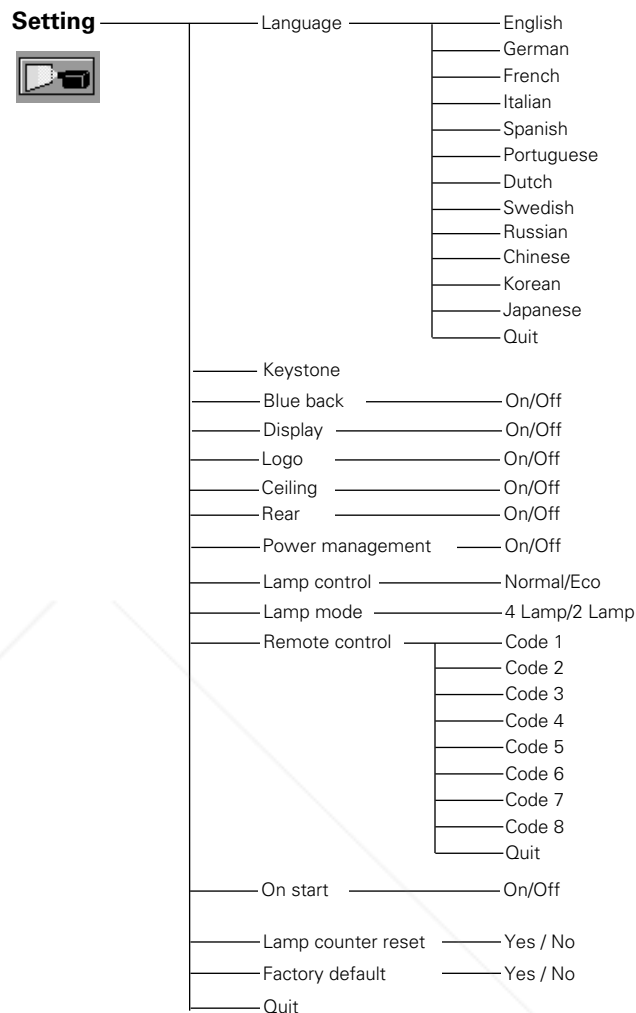 Setting Language English
German
French
Italian
Spanish
Portuguese
Dutch
Swedish
Russian
Chinese
Korean
Japanese
Quit
Keystone
Blue back On/Off
Display On/Off
Logo On/Off
Ceiling On/Off
Rear On/Off
Power management On/Off
Lamp control Normal/Eco
Lamp mode 4 Lamp/2 Lamp
Remote control Code 1
Code 2
Code 3
Code 4
Code 5
Code 6
Code 7
Code 8
Quit
On start On/Off
Lamp counter reset Yes / No
Factory default Yes / No
Quit